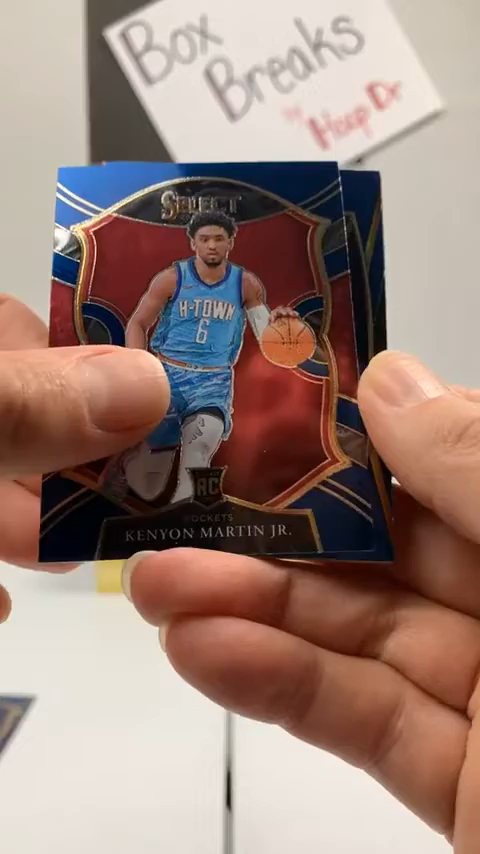 Box
Breaks
by Hoop Dr
SELECT
H-TOWN
6
RC
ROCKETS
KENYON MARTIN JR.